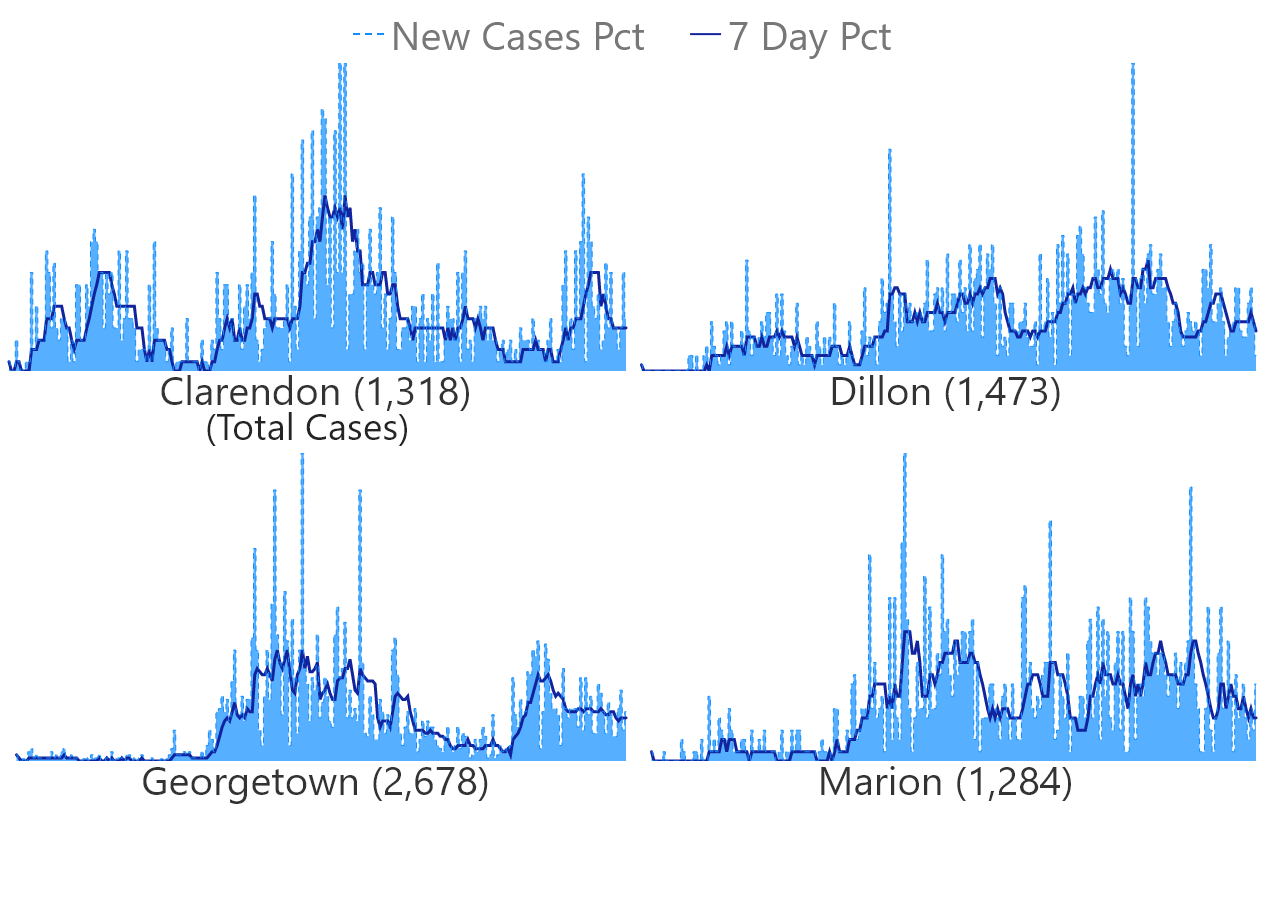 New Cases Pct 7 Day Pct
Clarendon (1,318)
(Total Cases)
Dillon (1,473)
Georgetown (2,678)
Marion (1,284)